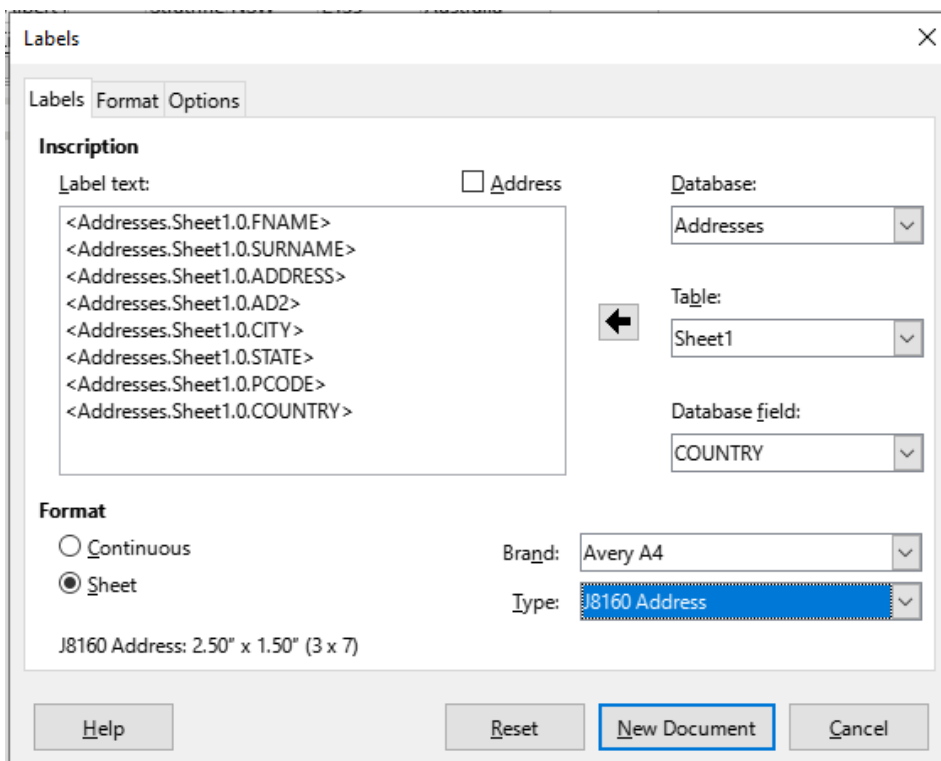 Labels
Labels Format Options
Inscription
Label text:
Address
Database:
<Addresses.Sheet1.0.FNAME>
<Addresses.Sheet1.0.SURNAME>
<Addresses.Sheet1.0.ADDRESS>
<Addresses.Sheet1.0.AD2>
<Addresses.Sheet1.0.CITY>
<Addresses.Sheet1.0.STATE>
<Addresses.Sheet1.0.PCODE>
<Addresses.Sheet1.0.COUNTRY>
Addresses
Table:
Sheet1
Database field:
COUNTRY
Format
Continuous
Sheet
Brand: Avery A4
Type: J8160 Address
J8160 Address: 2.50” x 1.50” (3 x 7)
Help Reset New Document Cancel